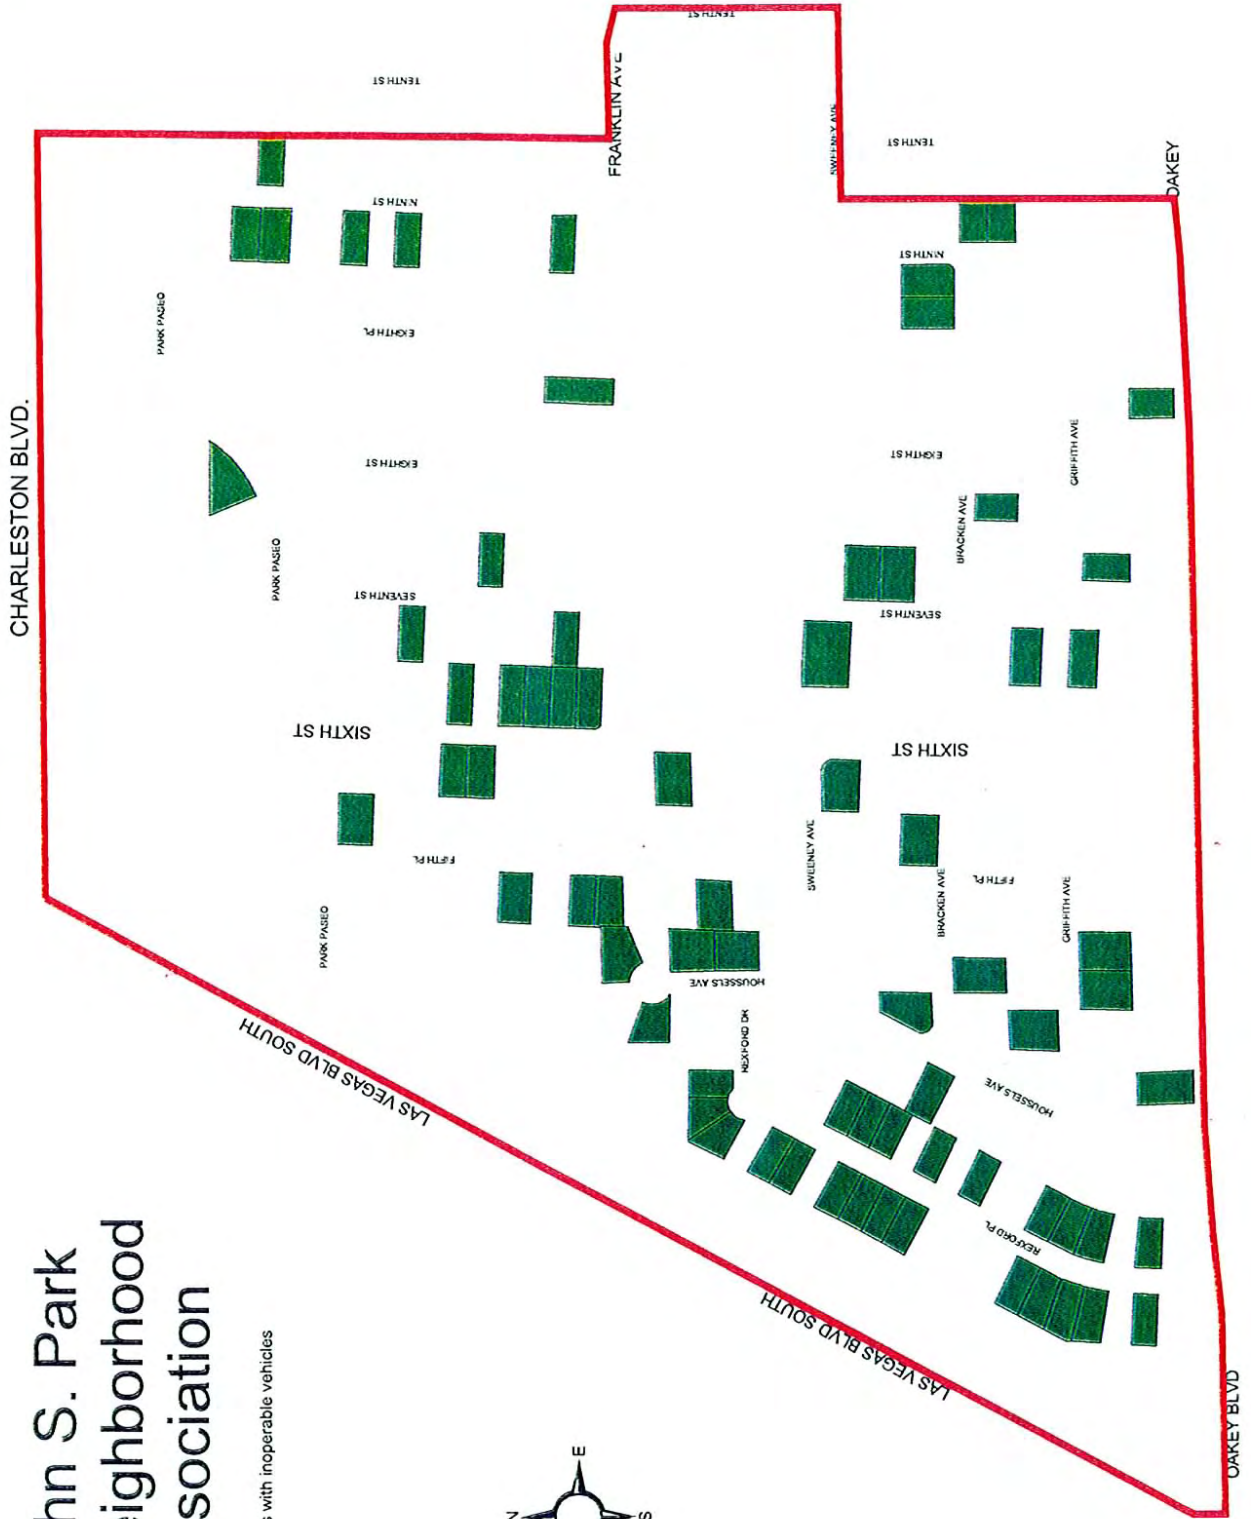 hn S. Park
eighborhood
sociation
s with inoperable vehicles
N
E
S
CHARLESTON BLVD.
TENTH ST
TENTH ST
FRANKLIN AVE
SWEENEY AVE
TENTH ST
OAKEY
NINTH ST
NINTH ST
PARK PASEO
EIGHTH PL
EIGHTH ST
EIGHTH ST
GRIFFITH AVE
BRACKEN AVE
PARK PASEO
SEVENTH ST
SEVENTH ST
SIXTH ST
SIXTH ST
FIFTH PL
SWEENEY AVE
FIFTH PL
BRACKEN AVE
GRIFFITH AVE
PARK PASEO
HOUSSELS AVE
REXFORD DR
HOUSSELS AVE
LAS VEGAS BLVD SOUTH
REXFORD PL
LAS VEGAS BLVD SOUTH
OAKEY BLVD